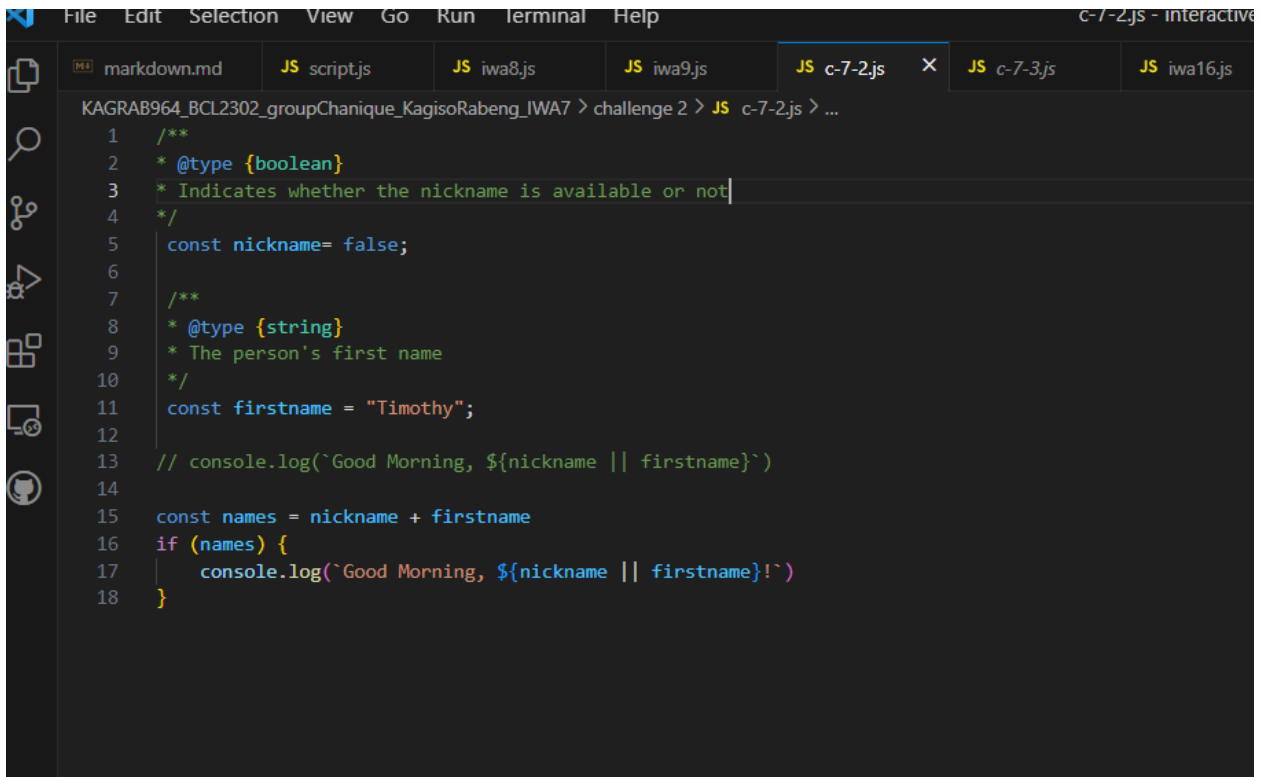 File Edit Selection View Go Run Terminal Help c-7-2.js - interactive
markdown.md JS script.js JS iwa8.js JS iwa9.js JS c-7-2.js × JS c-7-3.js JS iwa16.js
KAGRAB964_BCL2302_groupChanique_KagisoRabeng_IWA7 > challenge 2 > JS c-7-2.js > ...
1 /**
2 * @type {boolean}
3 * Indicates whether the nickname is available or not
4 */
5 const nickname= false;
6
7 /**
8 * @type {string}
9 * The person's first name
10 */
11 const firstname = "Timothy";
12
13 // console.log(`Good Morning, ${nickname || firstname}`)
14
15 const names = nickname + firstname
16 if (names) {
17 console.log(`Good Morning, ${nickname || firstname}!`)
18 }